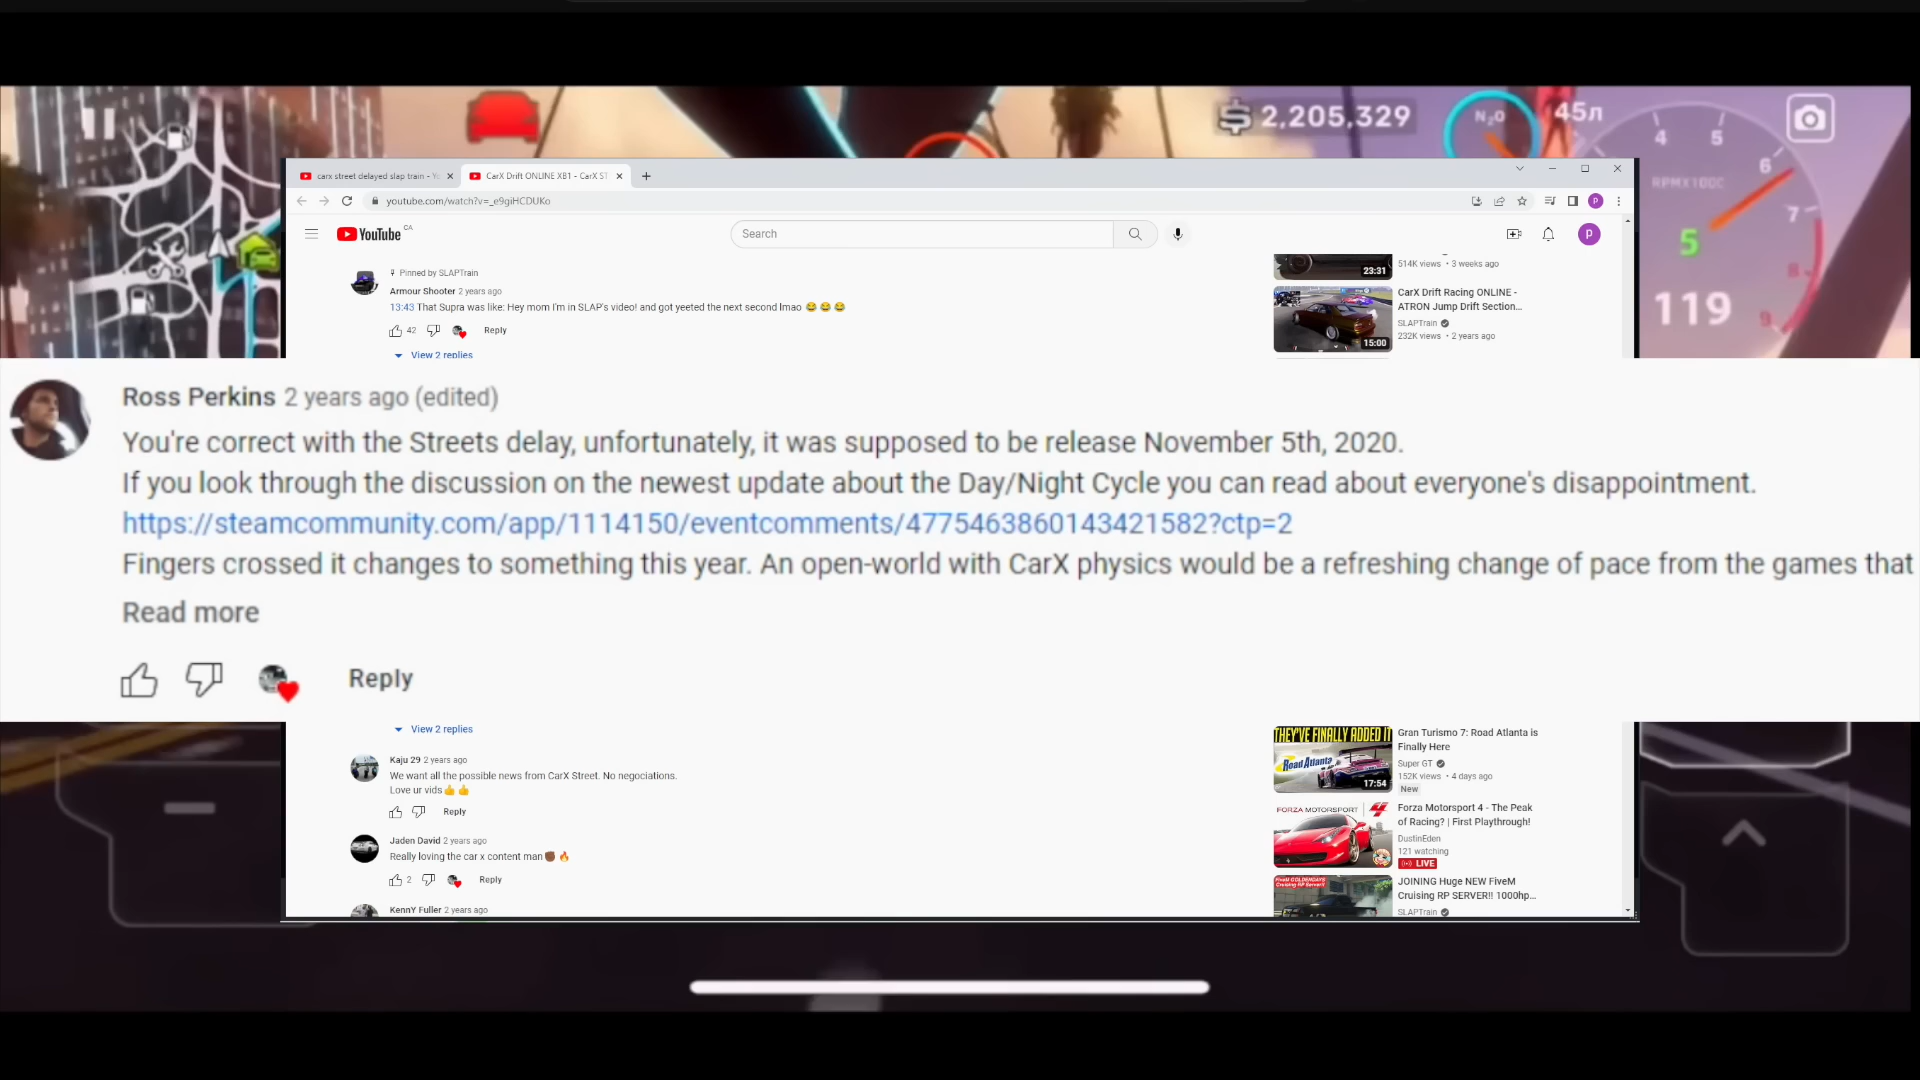 $ 2,205,329
N₂O
45л
4
5
6
7
8
9
RPMX100C
5
119
carx street delayed slap train - Yo
CarX Drift ONLINE XB1 - CarX ST
youtube.com/watch?v=_e9giHCDUKo
YouTube CA
Search
P
P
Pinned by SLAPTrain
Armour Shooter 2 years ago
13:43 That Supra was like: Hey mom I'm in SLAP's video! and got yeeted the next second lmao 😂 😂 😂
42 Reply
View 2 replies
23:31
514K views • 3 weeks ago
15:00
CarX Drift Racing ONLINE -
ATRON Jump Drift Section...
SLAPTrain
232K views • 2 years ago
Ross Perkins 2 years ago (edited)
You're correct with the Streets delay, unfortunately, it was supposed to be release November 5th, 2020.
If you look through the discussion on the newest update about the Day/Night Cycle you can read about everyone's disappointment.
https://steamcommunity.com/app/1114150/eventcomments/4775463860143421582?ctp=2
Fingers crossed it changes to something this year. An open-world with CarX physics would be a refreshing change of pace from the games that
Read more
Reply
View 2 replies
Kaju 29 2 years ago
We want all the possible news from CarX Street. No negociations.
Love ur vids👍 👍
Reply
Jaden David 2 years ago
Really loving the car x content man✊🏾 🔥
2 Reply
KennY Fuller 2 years ago
THEY'VE FINALLY ADDED IT
Road Atlanta
17:54
Gran Turismo 7: Road Atlanta is
Finally Here
Super GT
152K views • 4 days ago
New
FORZA MOTORSPORT 4
Forza Motorsport 4 - The Peak
of Racing? | First Playthrough!
DustinEden
121 watching
LIVE
JOINING Huge NEW FiveM
Cruising RP SERVER!! 1000hp...
SLAPTrain